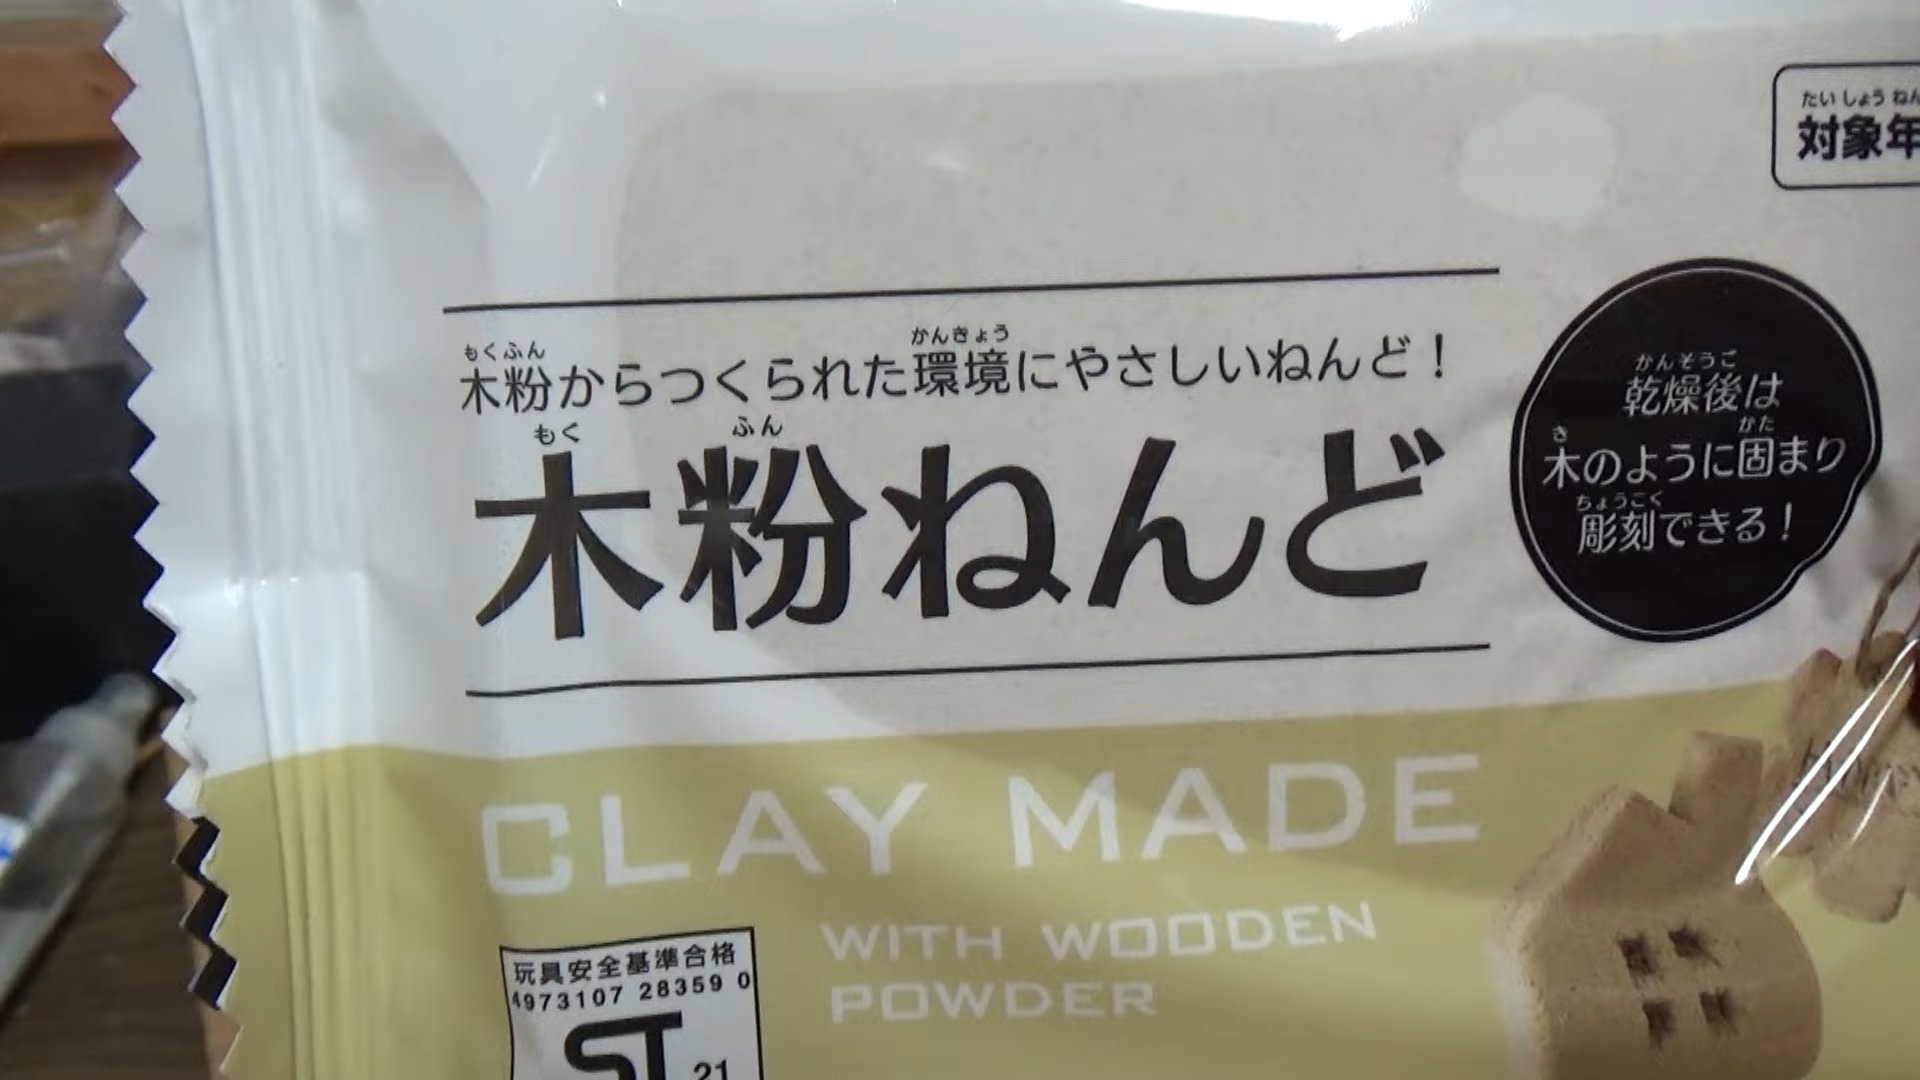 たいしょうねん
対象年
もくふん かんきょう
木粉からつくられた環境にやさしいねんど！
もく ふん
木粉ねんど
かんそうご
乾燥後は
き かた
木のように固まり
ちょうこく
彫刻できる！
CLAY MADE
WITH WOODEN
POWDER
玩具安全基準合格
4973107 28359 0
ST
21